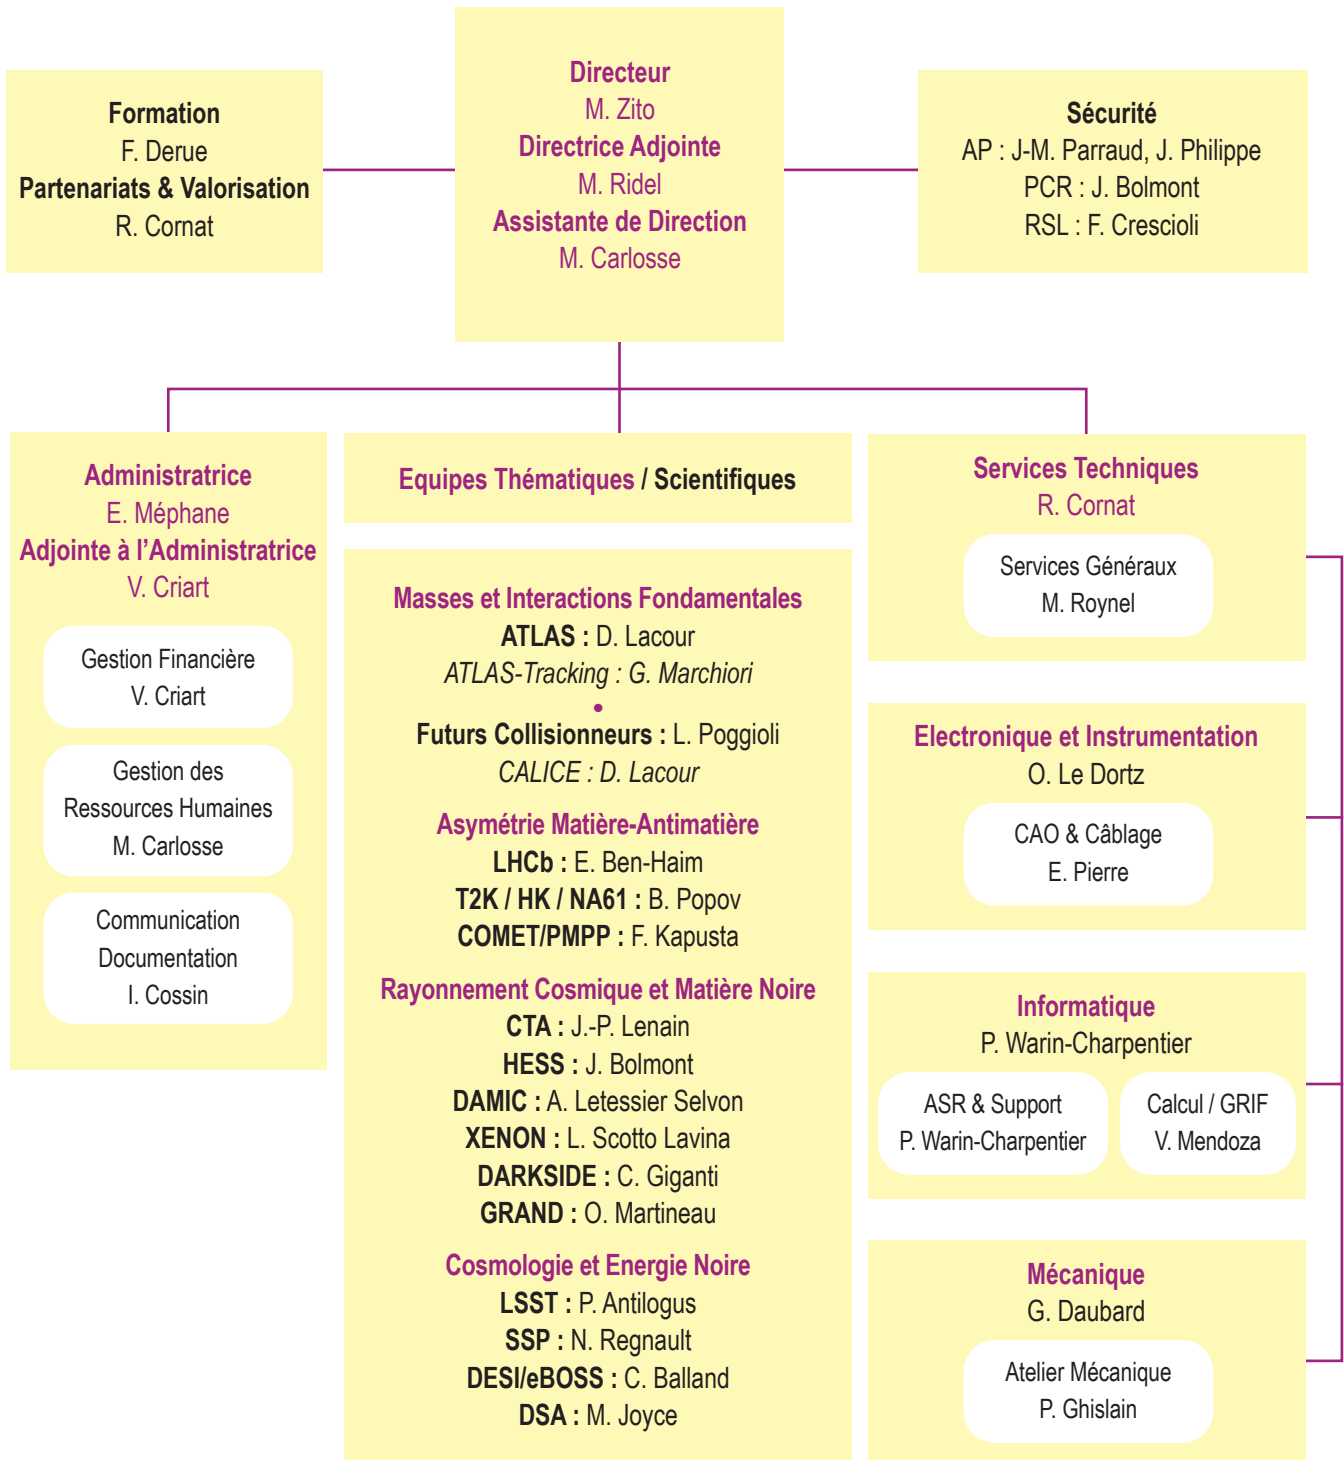 Formation
F. Derue
Partenariats & Valorisation
R. Cornat
Directeur
M. Zito
Directrice Adjointe
M. Ridel
Assistante de Direction
M. Carlosse
Sécurité
AP : J-M. Parraud, J. Philippe
PCR : J. Bolmont
RSL : F. Crescioli
Administratrice
E. Méphane
Adjointe à l’Administratrice
V. Criart
Gestion Financière
V. Criart
Gestion des
Ressources Humaines
M. Carlosse
Communication
Documentation
I. Cossin
Equipes Thématiques / Scientifiques
Masses et Interactions Fondamentales
ATLAS : D. Lacour
ATLAS-Tracking : G. Marchiori
•
Futurs Collisionneurs : L. Poggioli
CALICE : D. Lacour
Asymétrie Matière-Antimatière
LHCb : E. Ben-Haim
T2K / HK / NA61 : B. Popov
COMET/PMPP : F. Kapusta
Rayonnement Cosmique et Matière Noire
CTA : J.-P. Lenain
HESS : J. Bolmont
DAMIC : A. Letessier Selvon
XENON : L. Scotto Lavina
DARKSIDE : C. Giganti
GRAND : O. Martineau
Cosmologie et Energie Noire
LSST : P. Antilogus
SSP : N. Regnault
DESI/eBOSS : C. Balland
DSA : M. Joyce
Services Techniques
R. Cornat
Services Généraux
M. Roynel
Electronique et Instrumentation
O. Le Dortz
CAO & Câblage
E. Pierre
Informatique
P. Warin-Charpentier
ASR & Support
P. Warin-Charpentier
Calcul / GRIF
V. Mendoza
Mécanique
G. Daubard
Atelier Mécanique
P. Ghislain